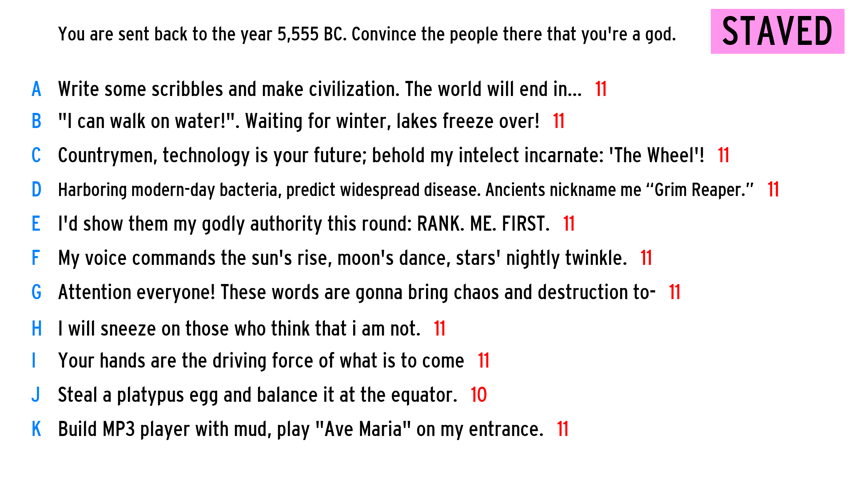 You are sent back to the year 5,555 BC. Convince the people there that you're a god.
STAVED
A Write some scribbles and make civilization. The world will end in... 11
B "I can walk on water!". Waiting for winter, lakes freeze over! 11
C Countrymen, technology is your future; behold my intelect incarnate: 'The Wheel'! 11
D Harboring modern-day bacteria, predict widespread disease. Ancients nickname me “Grim Reaper.” 11
E I'd show them my godly authority this round: RANK. ME. FIRST. 11
F My voice commands the sun's rise, moon's dance, stars' nightly twinkle. 11
G Attention everyone! These words are gonna bring chaos and destruction to- 11
H I will sneeze on those who think that i am not. 11
I Your hands are the driving force of what is to come 11
J Steal a platypus egg and balance it at the equator. 10
K Build MP3 player with mud, play "Ave Maria" on my entrance. 11